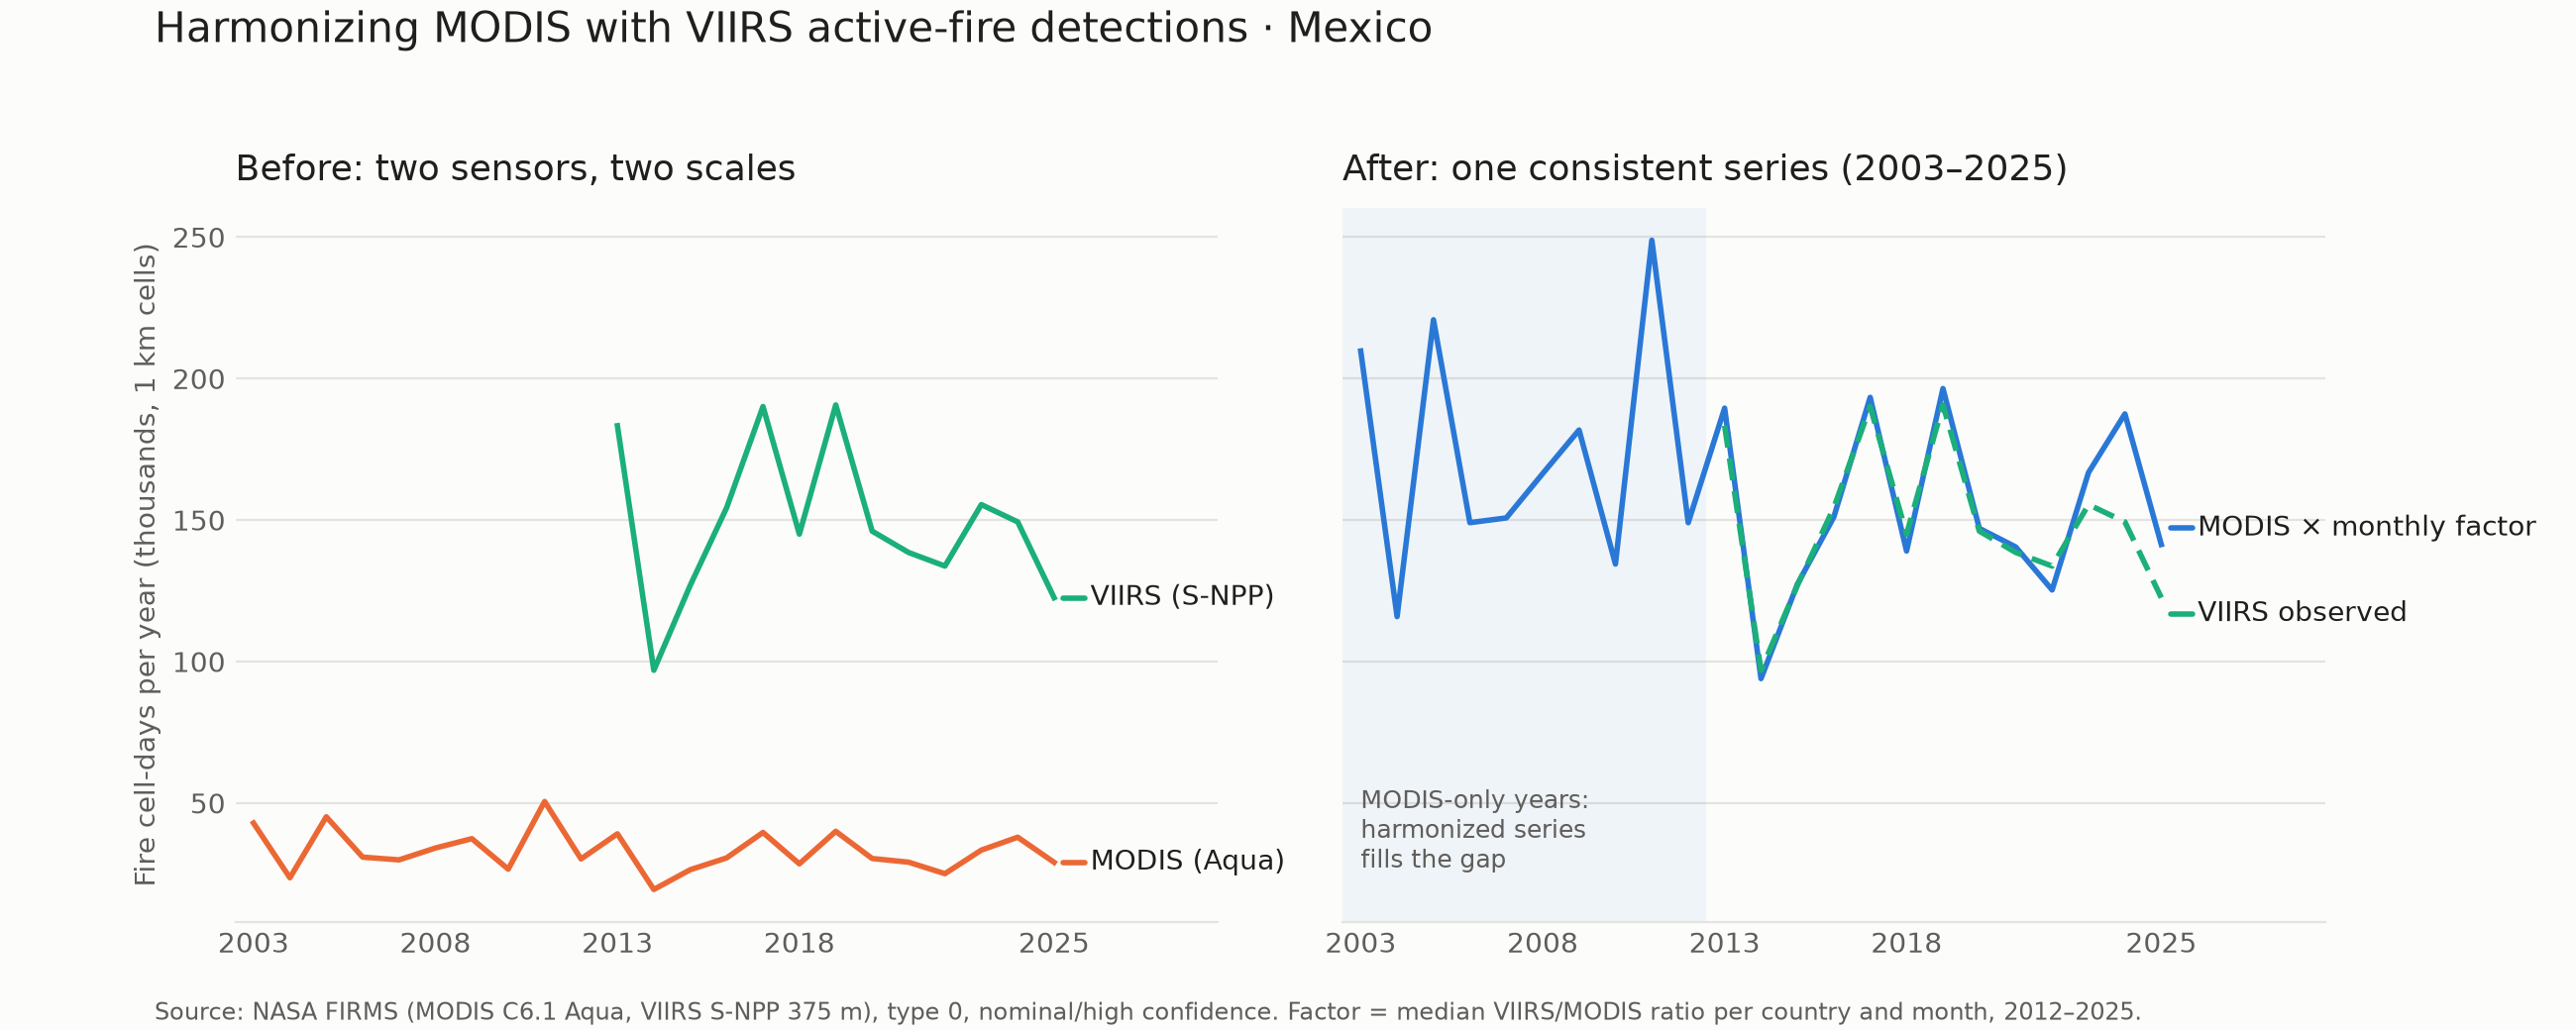 Harmonizing MODIS with VIIRS active-fire detections · Mexico
Before: two sensors, two scales
Fire cell-days per year (thousands, 1 km cells)
250
200
150
100
50
VIIRS (S-NPP)
MODIS (Aqua)
2003
2008
2013
2018
2025
After: one consistent series (2003–2025)
MODIS × monthly factor
VIIRS observed
MODIS-only years:
harmonized series
fills the gap
2003
2008
2013
2018
2025
Source: NASA FIRMS (MODIS C6.1 Aqua, VIIRS S-NPP 375 m), type 0, nominal/high confidence. Factor = median VIIRS/MODIS ratio per country and month, 2012–2025.